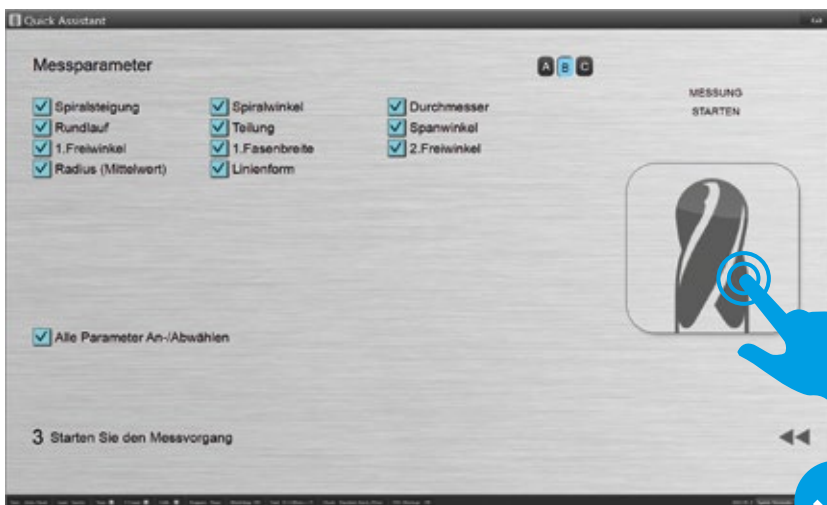 Quick Assistant
Exit
Messparameter
A B C
MESSUNG
STARTEN
Spiralsteigung Spiralwinkel Durchmesser
Rundlauf Teilung Spanwinkel
1.Freiwinkel 1.Fasenbreite 2.Freiwinkel
Radius (Mittelwert) Linienform
Alle Parameter An-/Abwählen
3 Starten Sie den Messvorgang